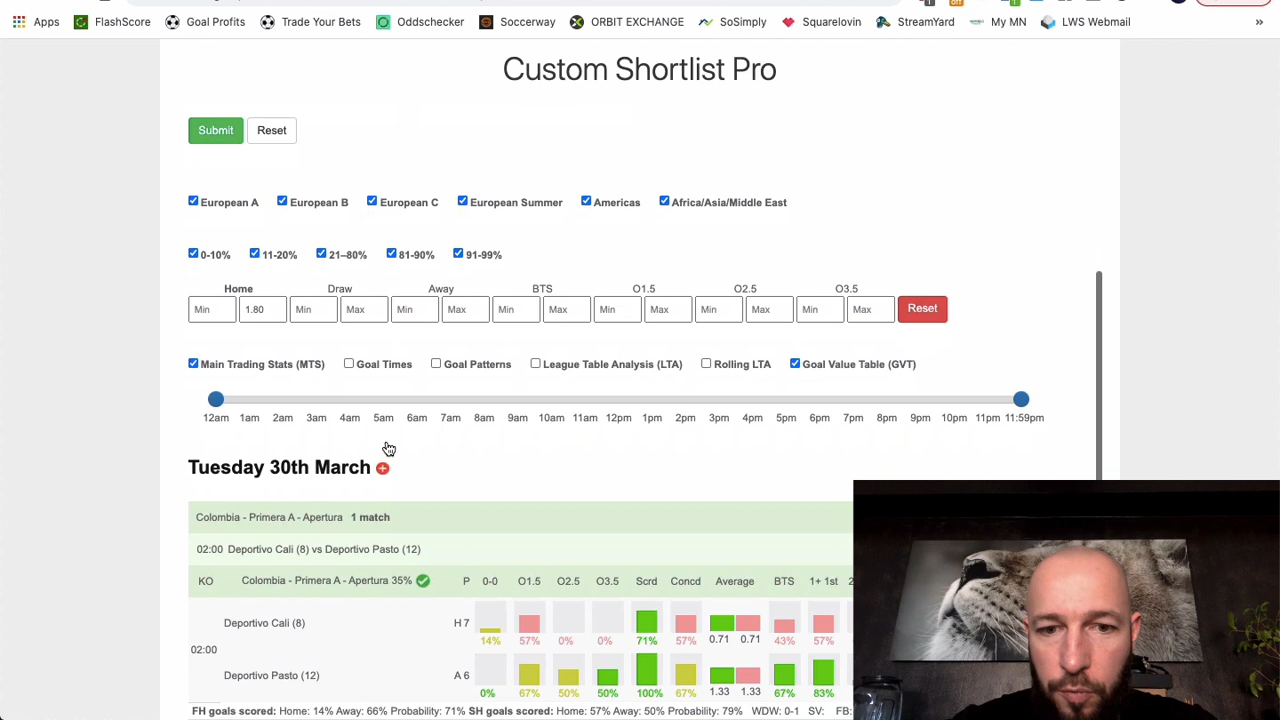 Apps FlashScore Goal Profits Trade Your Bets Oddschecker Soccerway ORBIT EXCHANGE SoSimply Squarelovin StreamYard My MN LWS Webmail »
Custom Shortlist Pro
Submit Reset
European A European B European C European Summer Americas Africa/Asia/Middle East
0-10% 11-20% 21–80% 81-90% 91-99%
Home Draw Away BTS O1.5 O2.5 O3.5
Min 1.80 Min Max Min Max Min Max Min Max Min Max Min Max Reset
Main Trading Stats (MTS) Goal Times Goal Patterns League Table Analysis (LTA) Rolling LTA Goal Value Table (GVT)
12am 1am 2am 3am 4am 5am 6am 7am 8am 9am 10am 11am 12pm 1pm 2pm 3pm 4pm 5pm 6pm 7pm 8pm 9pm 10pm 11pm 11:59pm
Tuesday 30th March
Colombia - Primera A - Apertura 1 match
02:00 Deportivo Cali (8) vs Deportivo Pasto (12)
KO Colombia - Primera A - Apertura 35% P 0-0 O1.5 O2.5 O3.5 Scrd Concd Average BTS 1+ 1st
Deportivo Cali (8) H 7
14% 57% 0% 0% 71% 57% 0.71 0.71 43% 57%
02:00
Deportivo Pasto (12) A 6
0% 67% 50% 50% 100% 67% 1.33 1.33 67% 83%
FH goals scored: Home: 14% Away: 66% Probability: 71% SH goals scored: Home: 57% Away: 50% Probability: 79% WDW: 0-1 SV: FB: